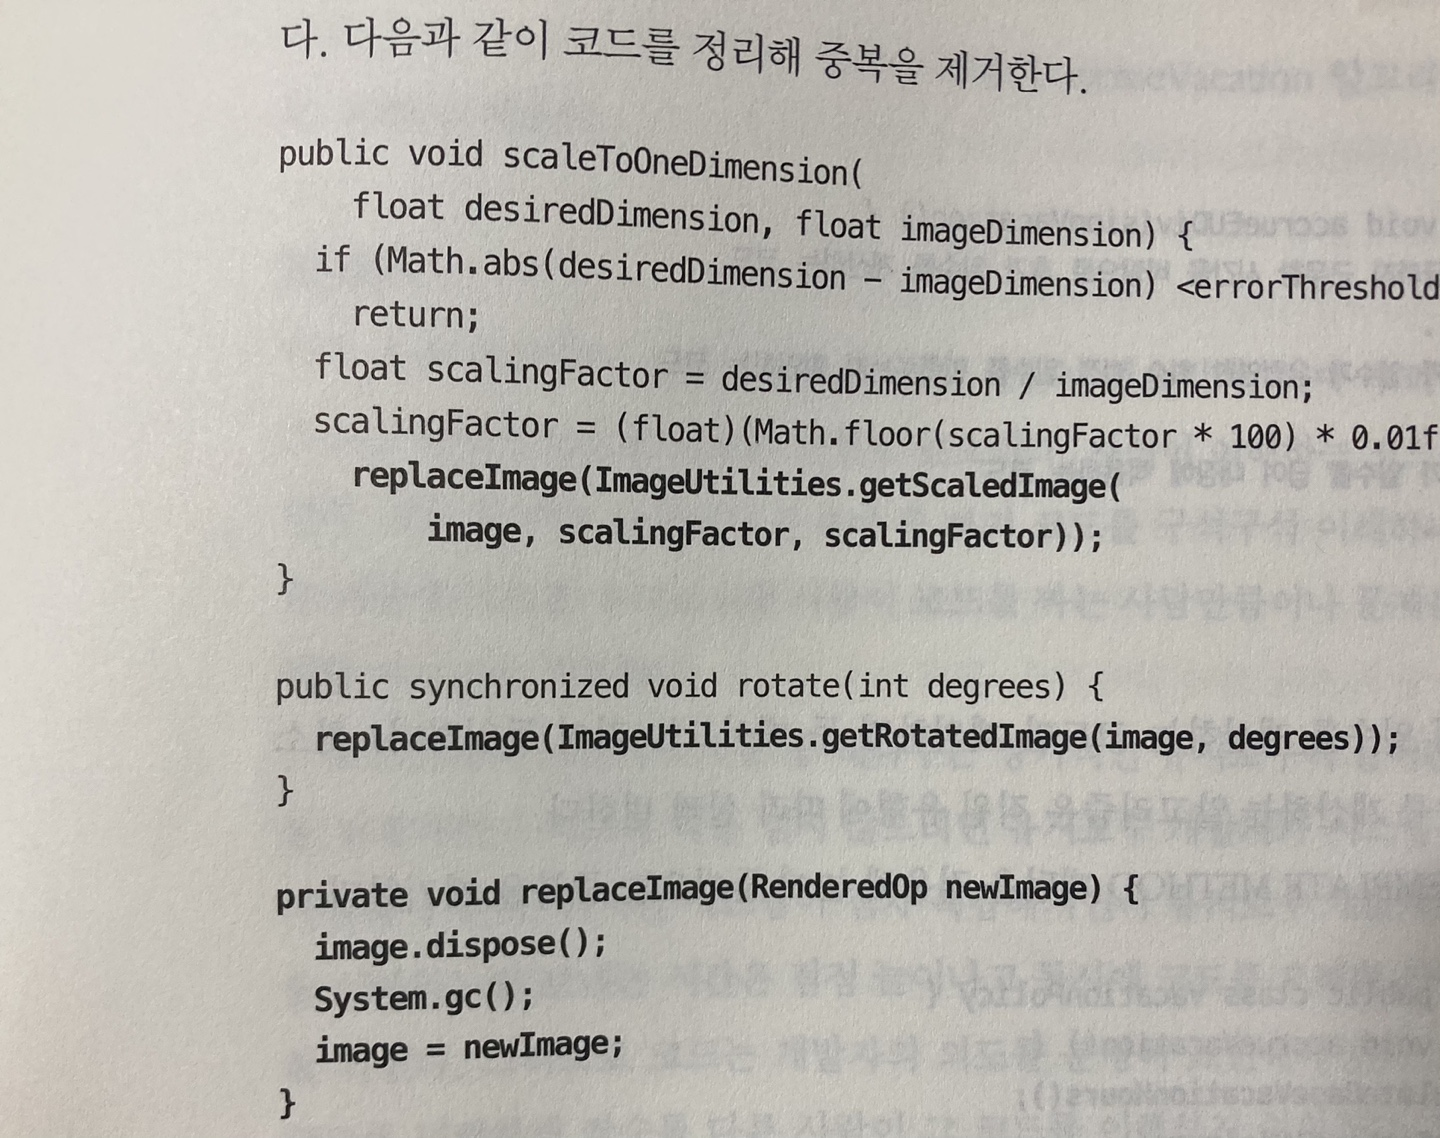 다. 다음과 같이 코드를 정리해 중복을 제거한다.
public void scaleToOneDimension(
float desiredDimension, float imageDimension) {
if (Math.abs(desiredDimension – imageDimension) <errorThreshold
return;
float scalingFactor = desiredDimension / imageDimension;
scalingFactor = (float)(Math.floor(scalingFactor * 100) * 0.01f
replaceImage(ImageUtilities.getScaledImage(
image, scalingFactor, scalingFactor));
}
public synchronized void rotate(int degrees) {
replaceImage(ImageUtilities.getRotatedImage(image, degrees));
}
private void replaceImage(RenderedOp newImage) {
image.dispose();
System.gc();
image = newImage;
}